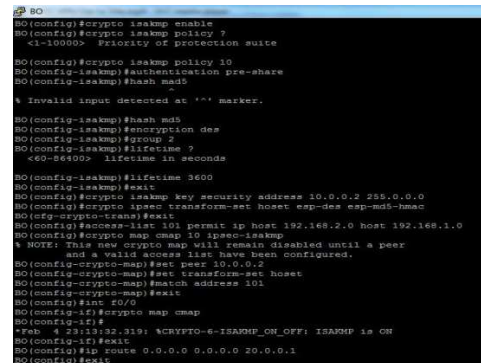 BO
BO(config)#crypto isakmp enable
BO(config)#crypto isakmp policy ?
<1-10000> Priority of protection suite
BO(config)#crypto isakmp policy 10
BO(config-isakmp)#authentication pre-share
BO(config-isakmp)#hash mad5
^
% Invalid input detected at '^' marker.
BO(config-isakmp)#hash md5
BO(config-isakmp)#encryption des
BO(config-isakmp)#group 2
BO(config-isakmp)#lifetime ?
<60-86400> lifetime in seconds
BO(config-isakmp)#lifetime 3600
BO(config-isakmp)#exit
BO(config)#crypto isakmp key security address 10.0.0.2 255.0.0.0
BO(config)#crypto ipsec transform-set hoset esp-des esp-md5-hmac
BO(cfg-crypto-trans)#exit
BO(config)#access-list 101 permit ip host 192.168.2.0 host 192.168.1.0
BO(config)#crypto map cmap 10 ipsec-isakmp
% NOTE: This new crypto map will remain disabled until a peer
and a valid access list have been configured.
BO(config-crypto-map)#set peer 10.0.0.2
BO(config-crypto-map)#set transform-set hoset
BO(config-crypto-map)#match address 101
BO(config-crypto-map)#exit
BO(config)#int f0/0
BO(config-if)#crypto map cmap
BO(config-if)#
*Feb 4 23:13:32.319: %CRYPTO-6-ISAKMP_ON_OFF: ISAKMP is ON
BO(config-if)#exit
BO(config)#ip route 0.0.0.0 0.0.0.0 20.0.0.1
BO(config)#exit